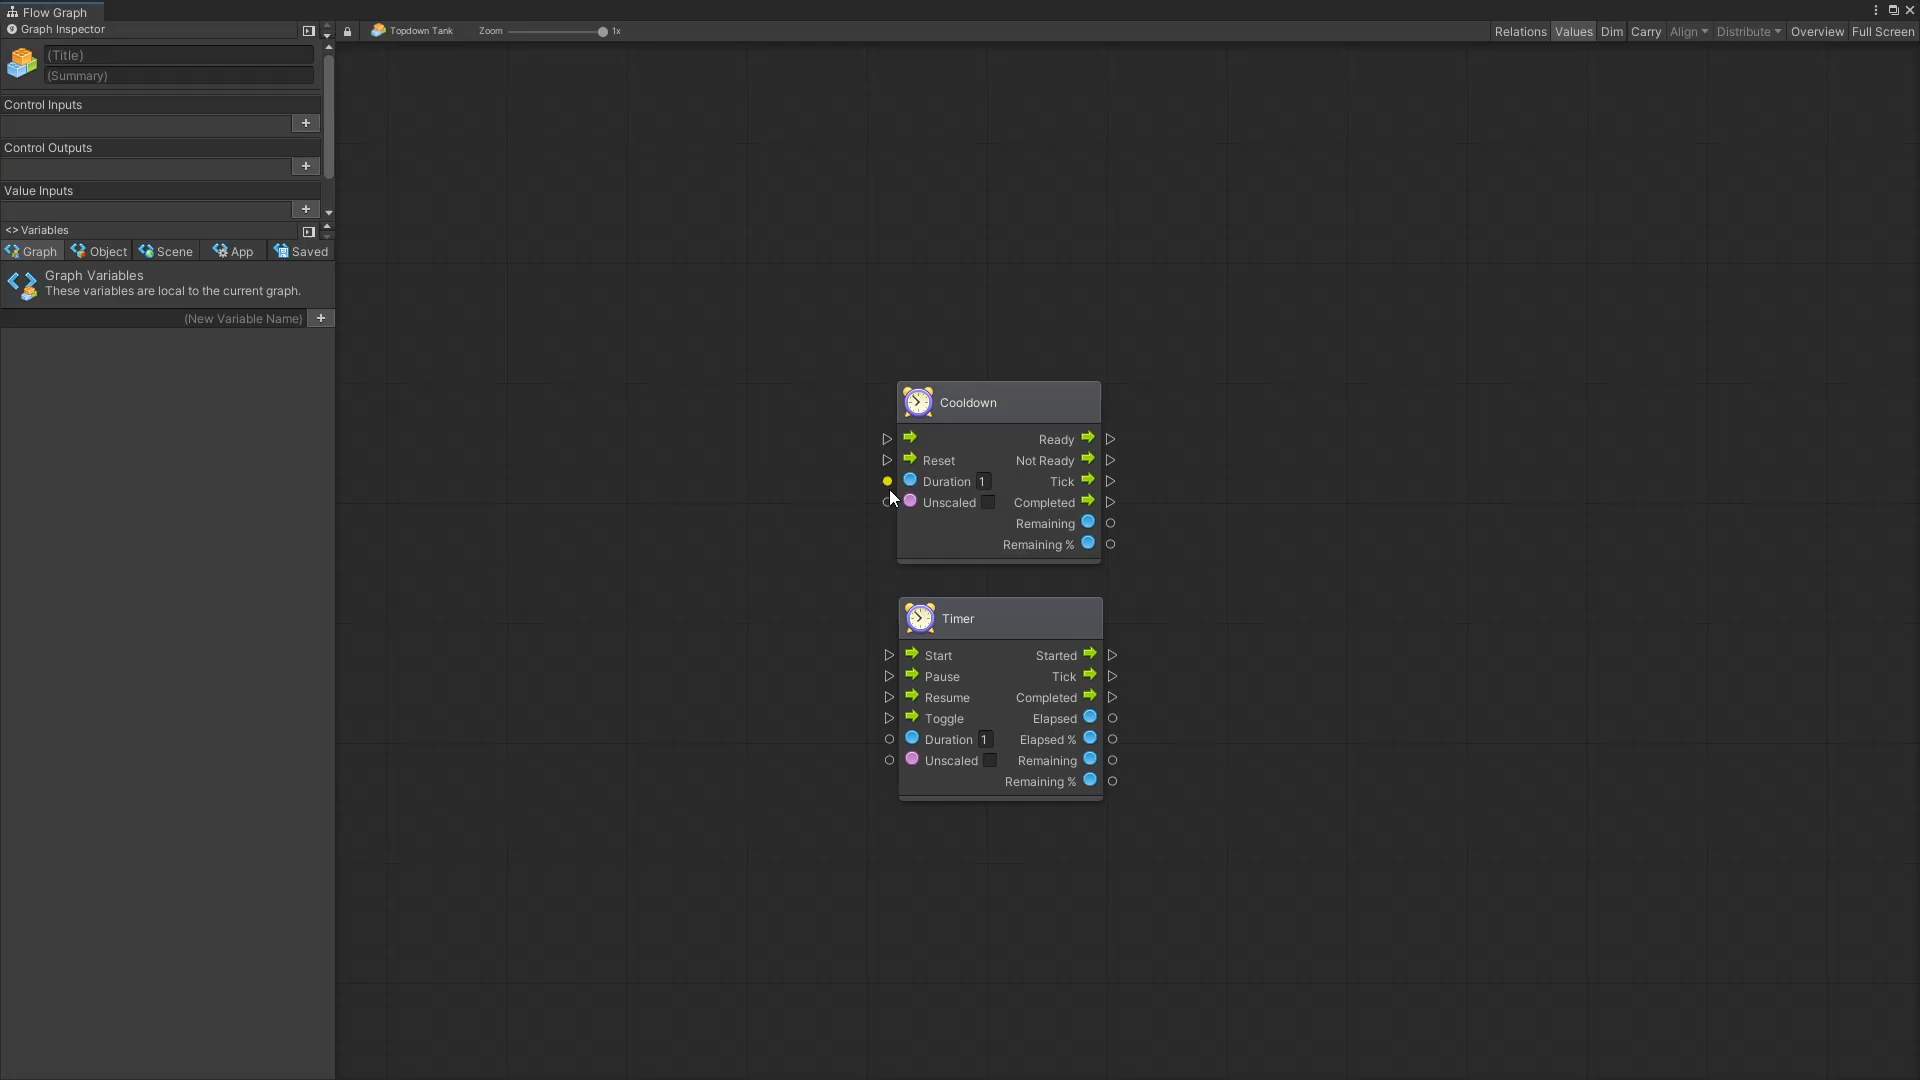 Flow Graph
Graph Inspector
Topdown Tank Zoom 1x Relations Values Dim Carry Align Distribute Overview Full Screen
(Title)
(Summary)
Control Inputs
+
Control Outputs
+
Value Inputs
+
<> Variables
Graph Object Scene App Saved
Graph Variables
These variables are local to the current graph.
(New Variable Name) +
Cooldown
Ready
Reset Not Ready
Duration 1 Tick
Unscaled Completed
Remaining
Remaining %
Timer
Start Started
Pause Tick
Resume Completed
Toggle Elapsed
Duration 1 Elapsed %
Unscaled Remaining
Remaining %